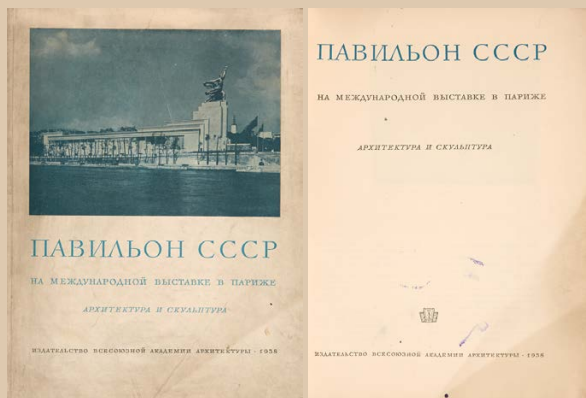 ПАВИЛЬОН СССР
НА МЕЖДУНАРОДНОЙ ВЫСТАВКЕ В ПАРИЖЕ
АРХИТЕКТУРА И СКУЛЬПТУРА
ИЗДАТЕЛЬСТВО ВСЕСОЮЗНОЙ АКАДЕМИИ АРХИТЕКТУРЫ · 1938
ПАВИЛЬОН СССР
НА МЕЖДУНАРОДНОЙ ВЫСТАВКЕ В ПАРИЖЕ
АРХИТЕКТУРА И СКУЛЬПТУРА
ИЗДАТЕЛЬСТВО ВСЕСОЮЗНОЙ АКАДЕМИИ АРХИТЕКТУРЫ · 1938